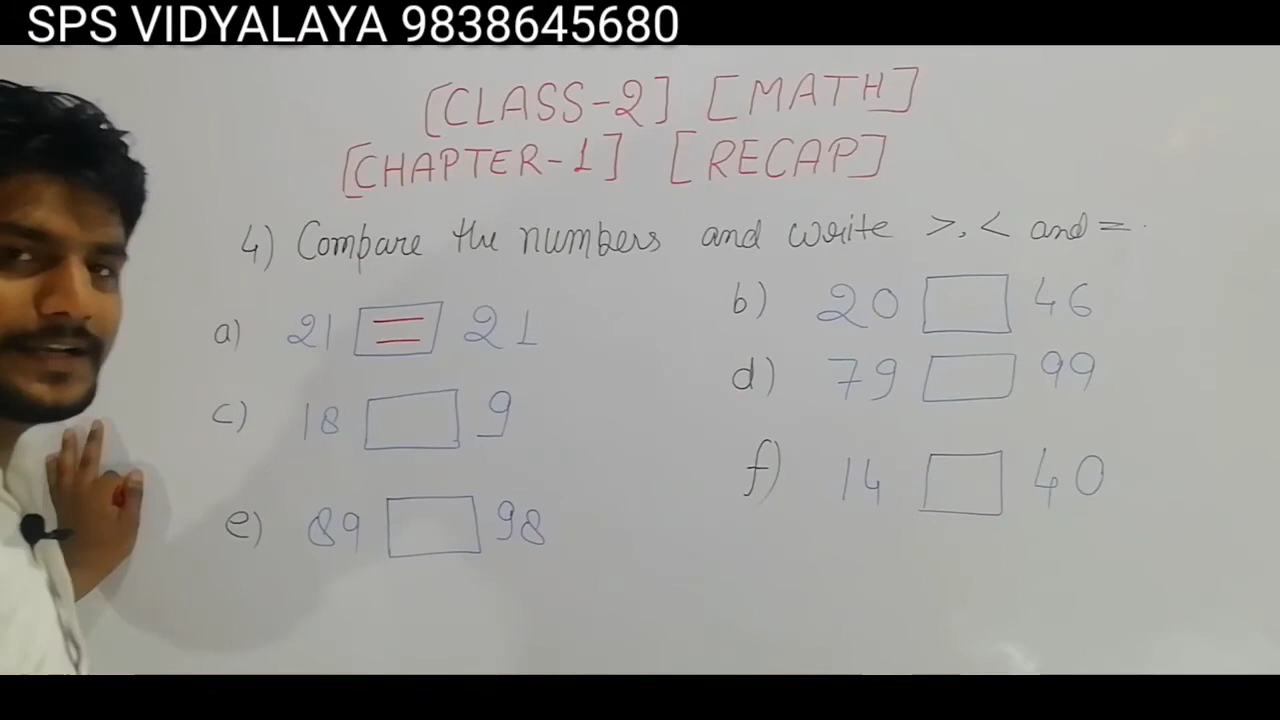 SPS VIDYALAYA 9838645680
[CLASS-2] [MATH]
[CHAPTER-1] [RECAP]
4) Compare the numbers and write >, < and = .
a) 21 = 21
b) 20 46
c) 18 9
d) 79 99
e) 89 98
f) 14 40